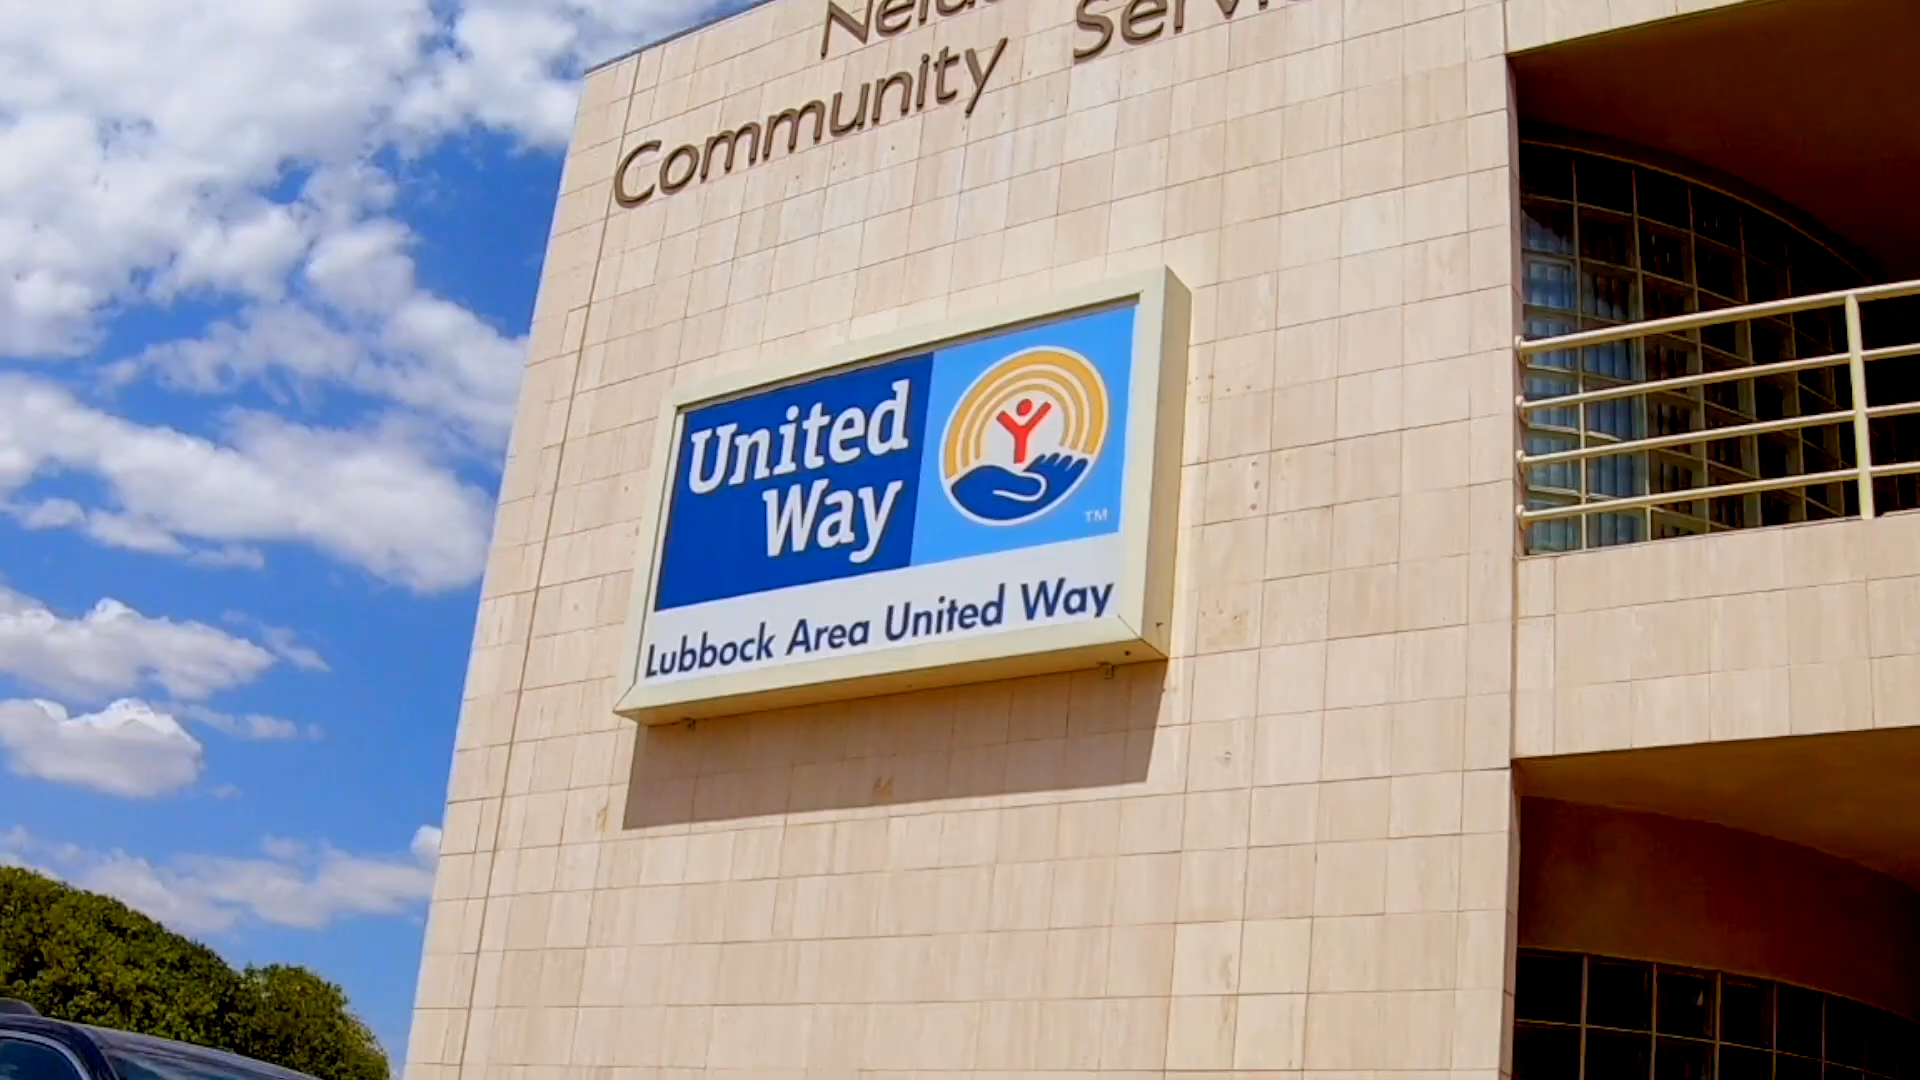 Community
United
Way
TM
Lubbock Area United Way